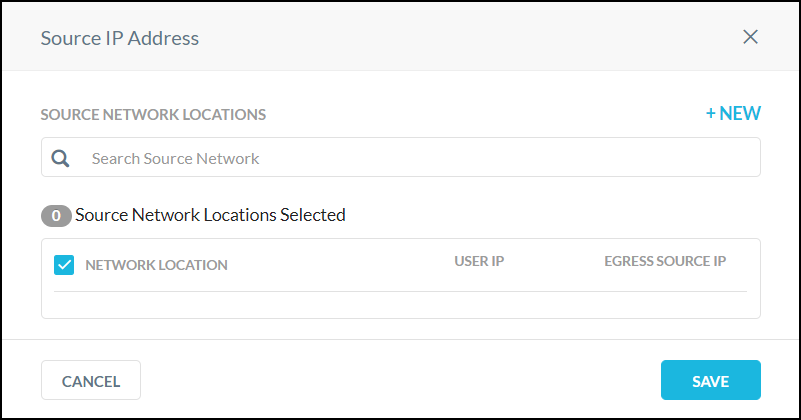 Source IP Address
SOURCE NETWORK LOCATIONS
+ NEW
Search Source Network
0 Source Network Locations Selected
NETWORK LOCATION USER IP EGRESS SOURCE IP
CANCEL SAVE